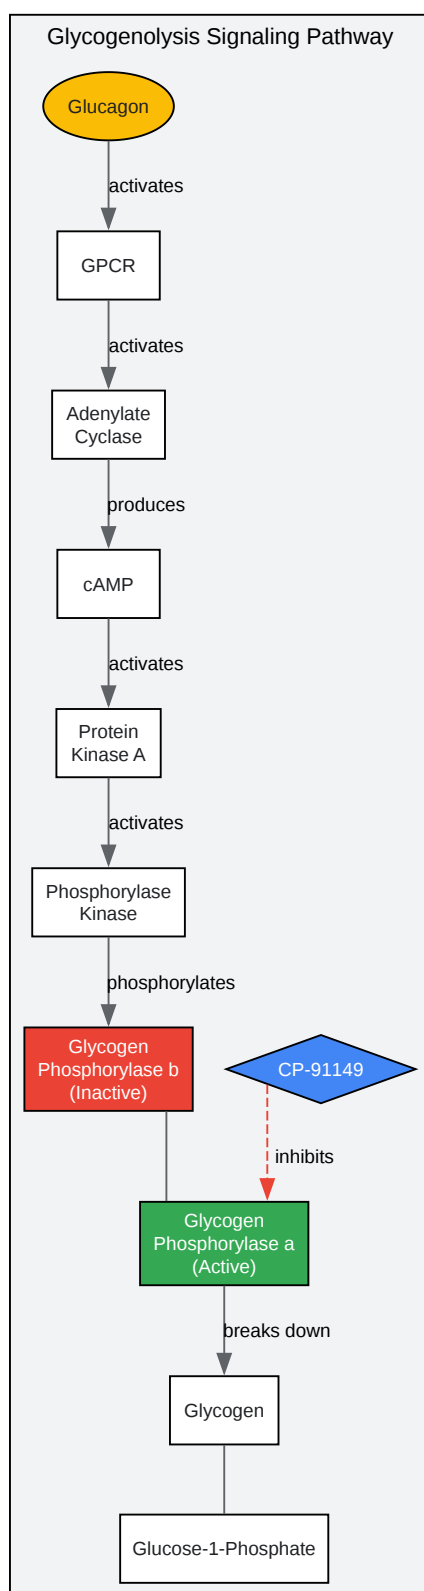 Glycogenolysis Signaling Pathway
Glucagon
activates
GPCR
activates
Adenylate
Cyclase
produces
cAMP
activates
Protein
Kinase A
activates
Phosphorylase
Kinase
phosphorylates
Glycogen
Phosphorylase b
(Inactive)
CP-91149
inhibits
Glycogen
Phosphorylase a
(Active)
breaks down
Glycogen
Glucose-1-Phosphate